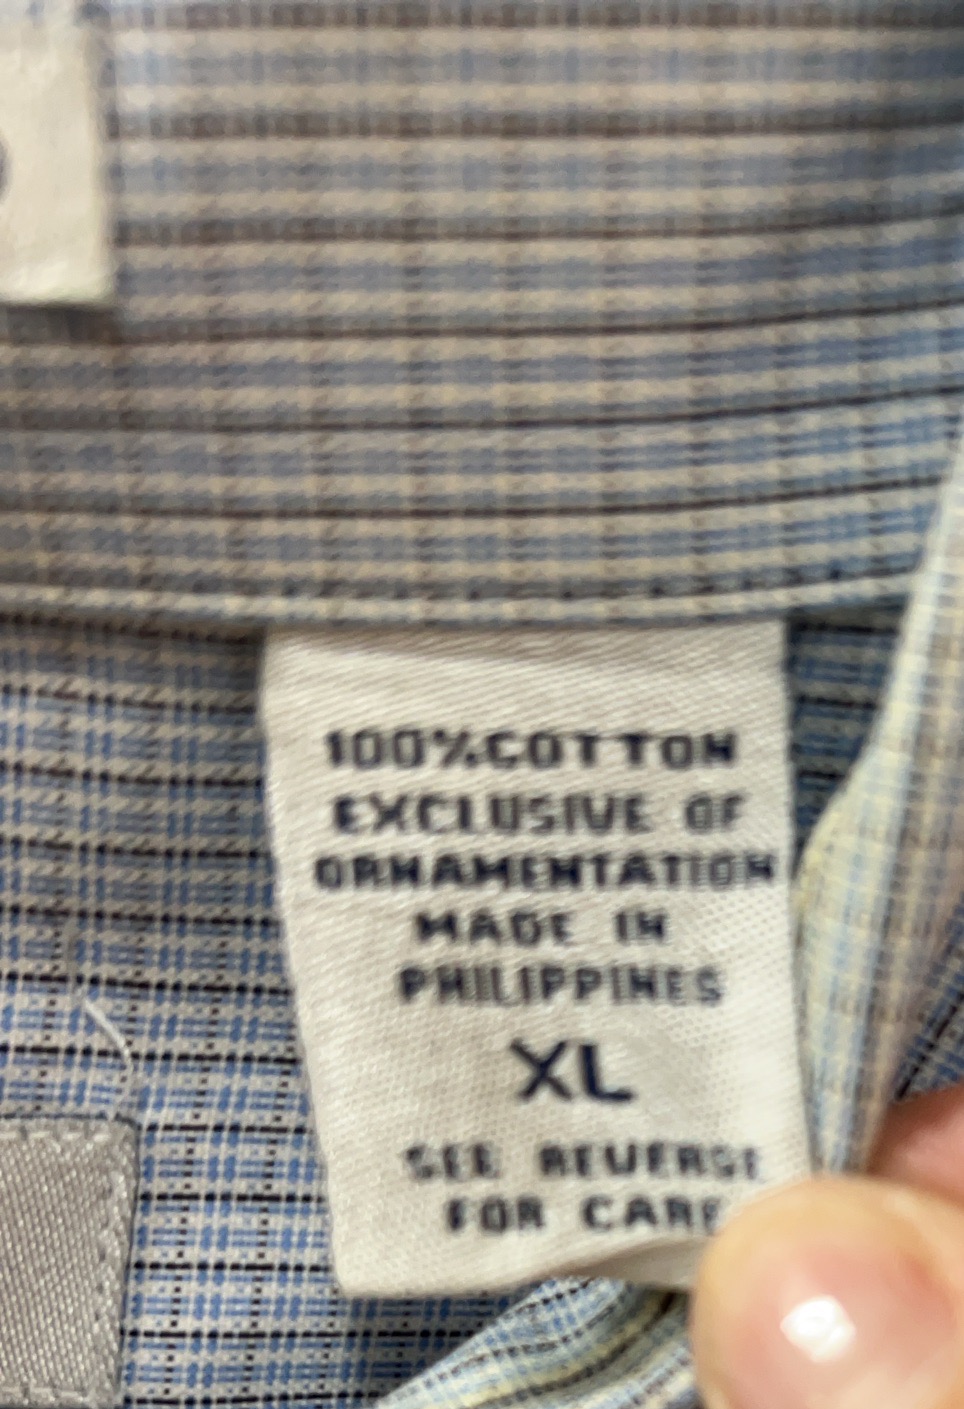 100%COTTON
EXCLUSIVE OF
ORNAMENTATION
MADE IN
PHILIPPINES
XL
SEE REVERSE
FOR CARE